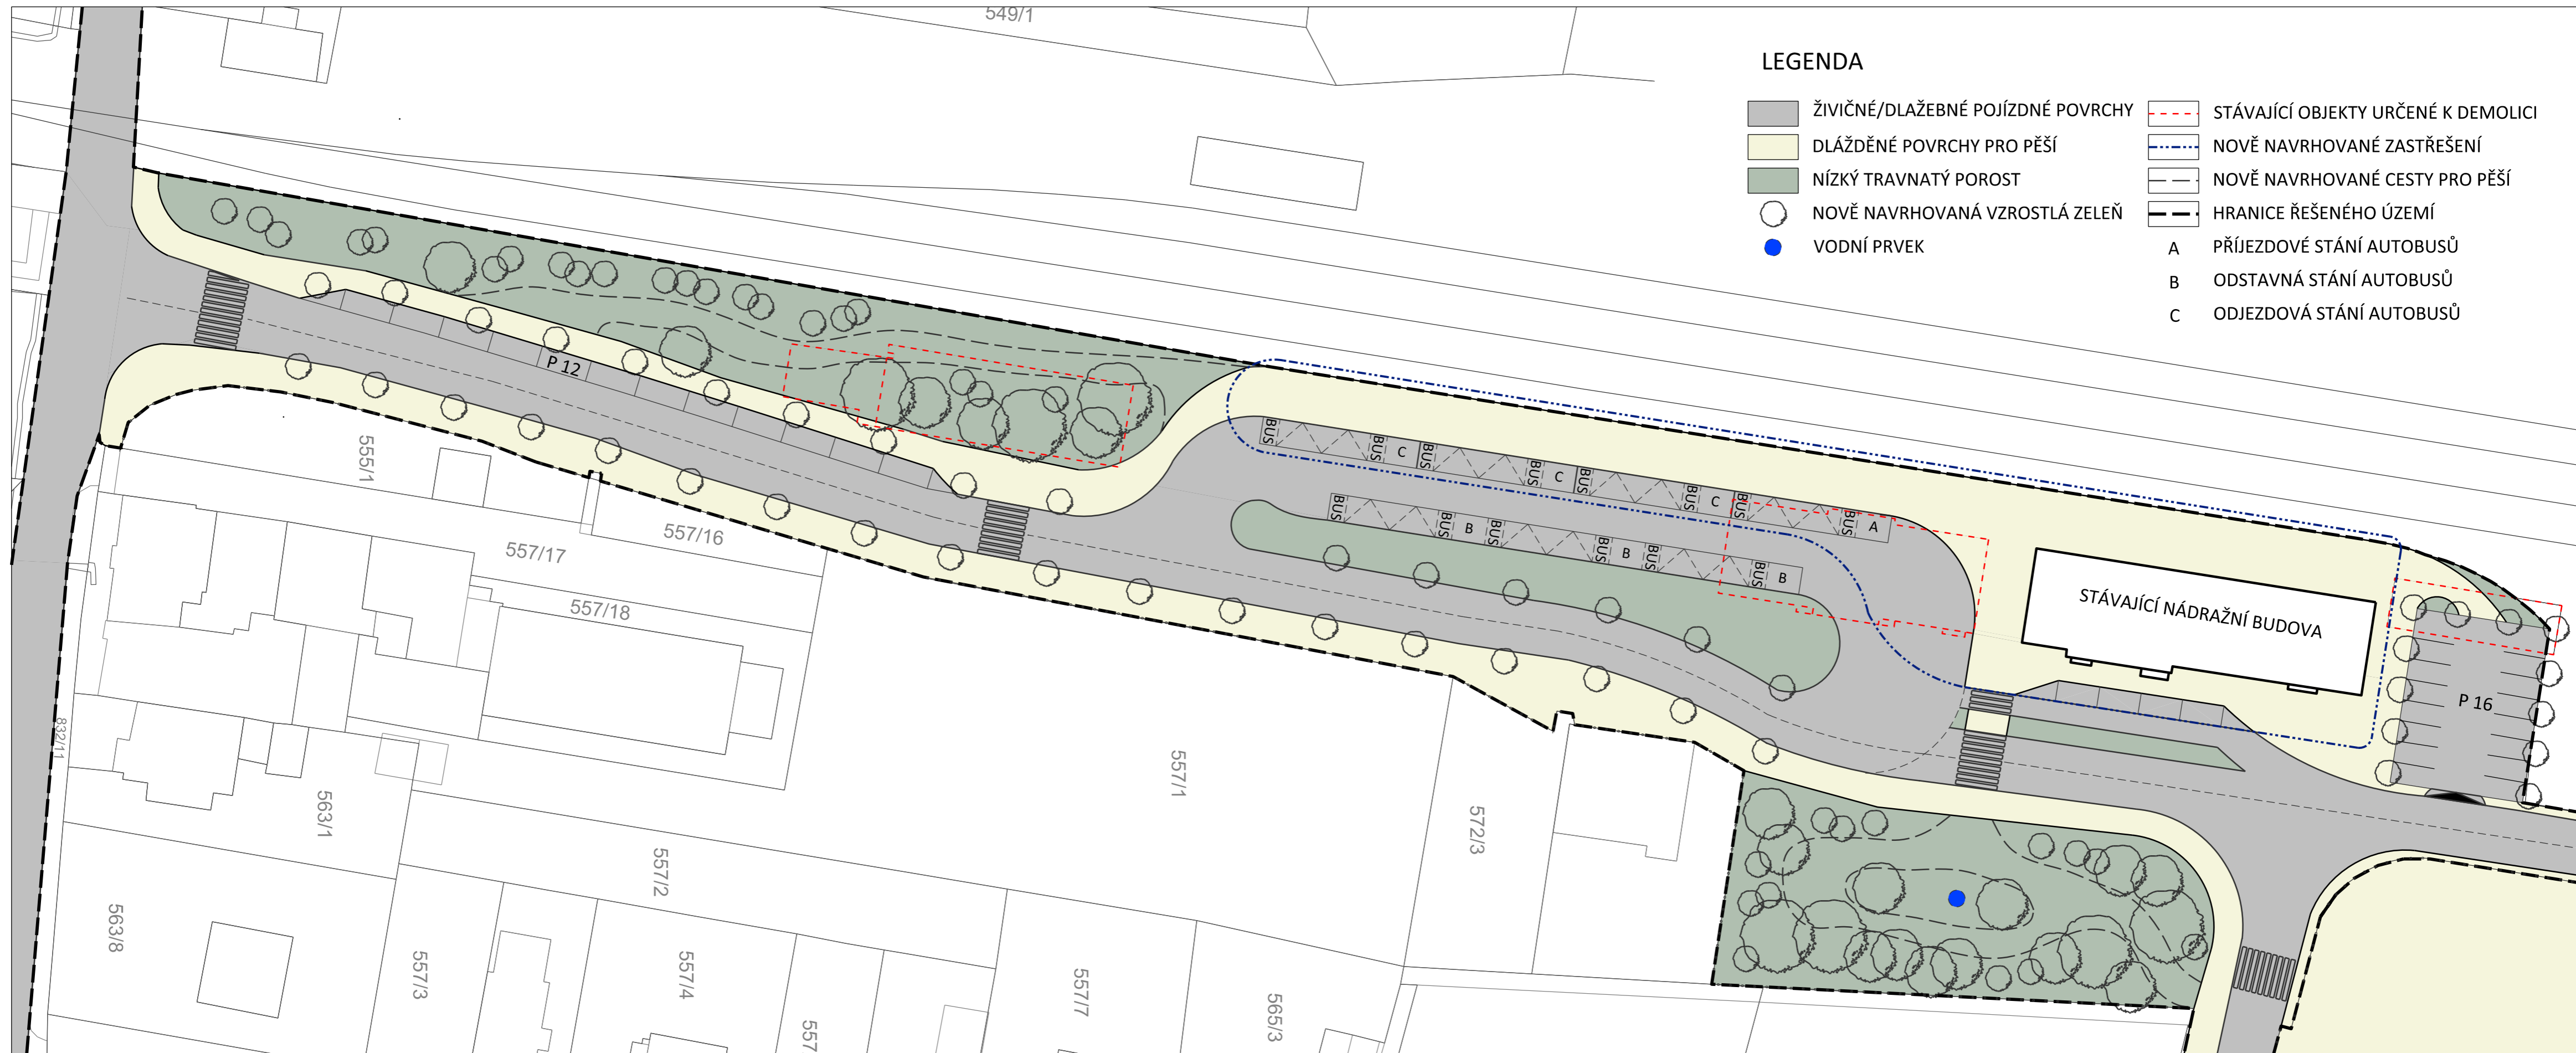 549/1
LEGENDA
ŽIVIČNÉ/DLAŽEBNÉ POJÍZDNÉ POVRCHY
DLÁŽDĚNÉ POVRCHY PRO PĚŠÍ
NÍZKÝ TRAVNATÝ POROST
NOVĚ NAVRHOVANÁ VZROSTLÁ ZELEŇ
VODNÍ PRVEK
STÁVAJÍCÍ OBJEKTY URČENÉ K DEMOLICI
NOVĚ NAVRHOVANÉ ZASTŘEŠENÍ
NOVĚ NAVRHOVANÉ CESTY PRO PĚŠÍ
HRANICE ŘEŠENÉHO ÚZEMÍ
A PŘÍJEZDOVÉ STÁNÍ AUTOBUSŮ
B ODSTAVNÁ STÁNÍ AUTOBUSŮ
C ODJEZDOVÁ STÁNÍ AUTOBUSŮ
P 12
BUS BUS C BUS BUS C BUS BUS C BUS BUS A
BUS BUS B BUS BUS B BUS BUS B
STÁVAJÍCÍ NÁDRAŽNÍ BUDOVA
P 16
555/1
557/16
557/17
557/18
832/11
557/1
572/3
563/1
557/2
563/8
557/3
557/4
557
557/7
565/3